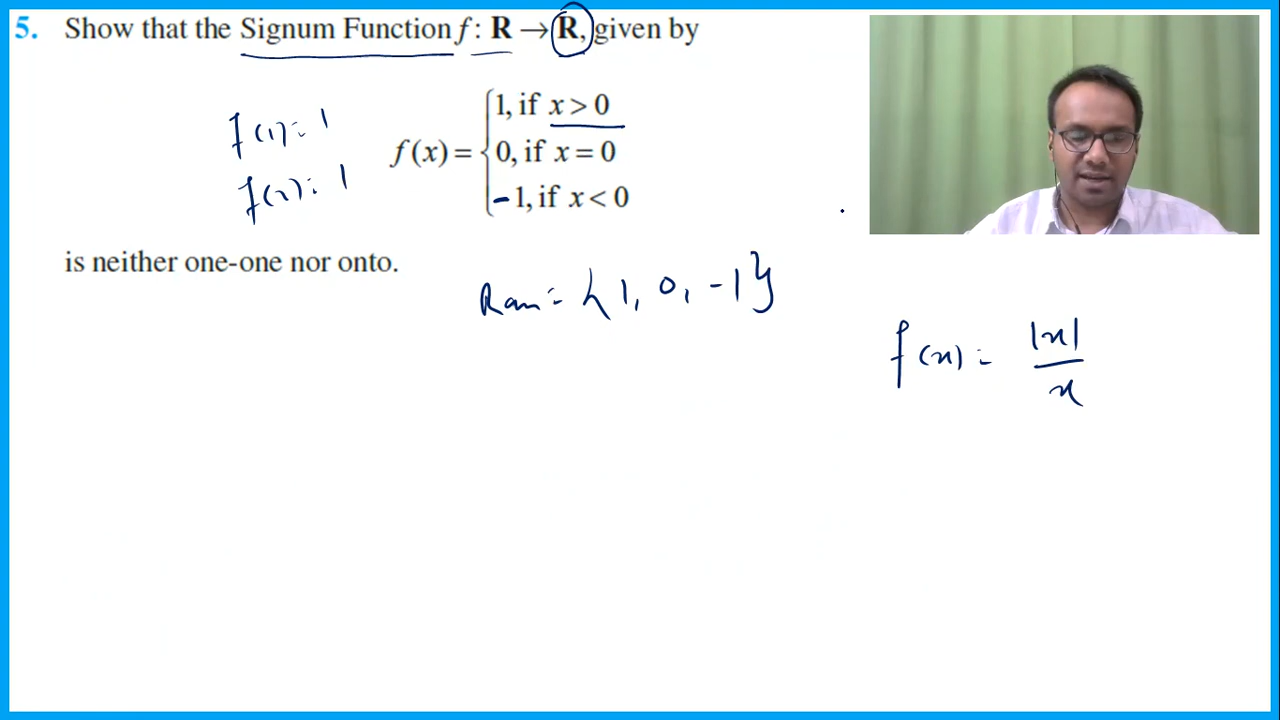 5. Show that the Signum Function f : R → R, given by
f(1) = 1
f(x) = { 1, if x > 0
0, if x = 0
-1, if x < 0
f(2) = 1
is neither one-one nor onto.
Ran = { 1, 0, -1 }
f(x) = |x| / x